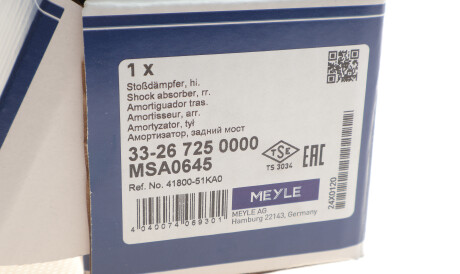 1 x
Stoßdämpfer, hi.
Shock absorber, rr.
Amortiguador tras.
Amortisseur, arr.
Amortyzator, tył
Амортизатор, задний мост
33-26 725 0000
MSA0645
Ref. No. 41800-51KA0
TSE
TS 3034
EAC
MEYLE
MEYLE AG
Hamburg 22143, Germany
4 040074 069301
24X0120